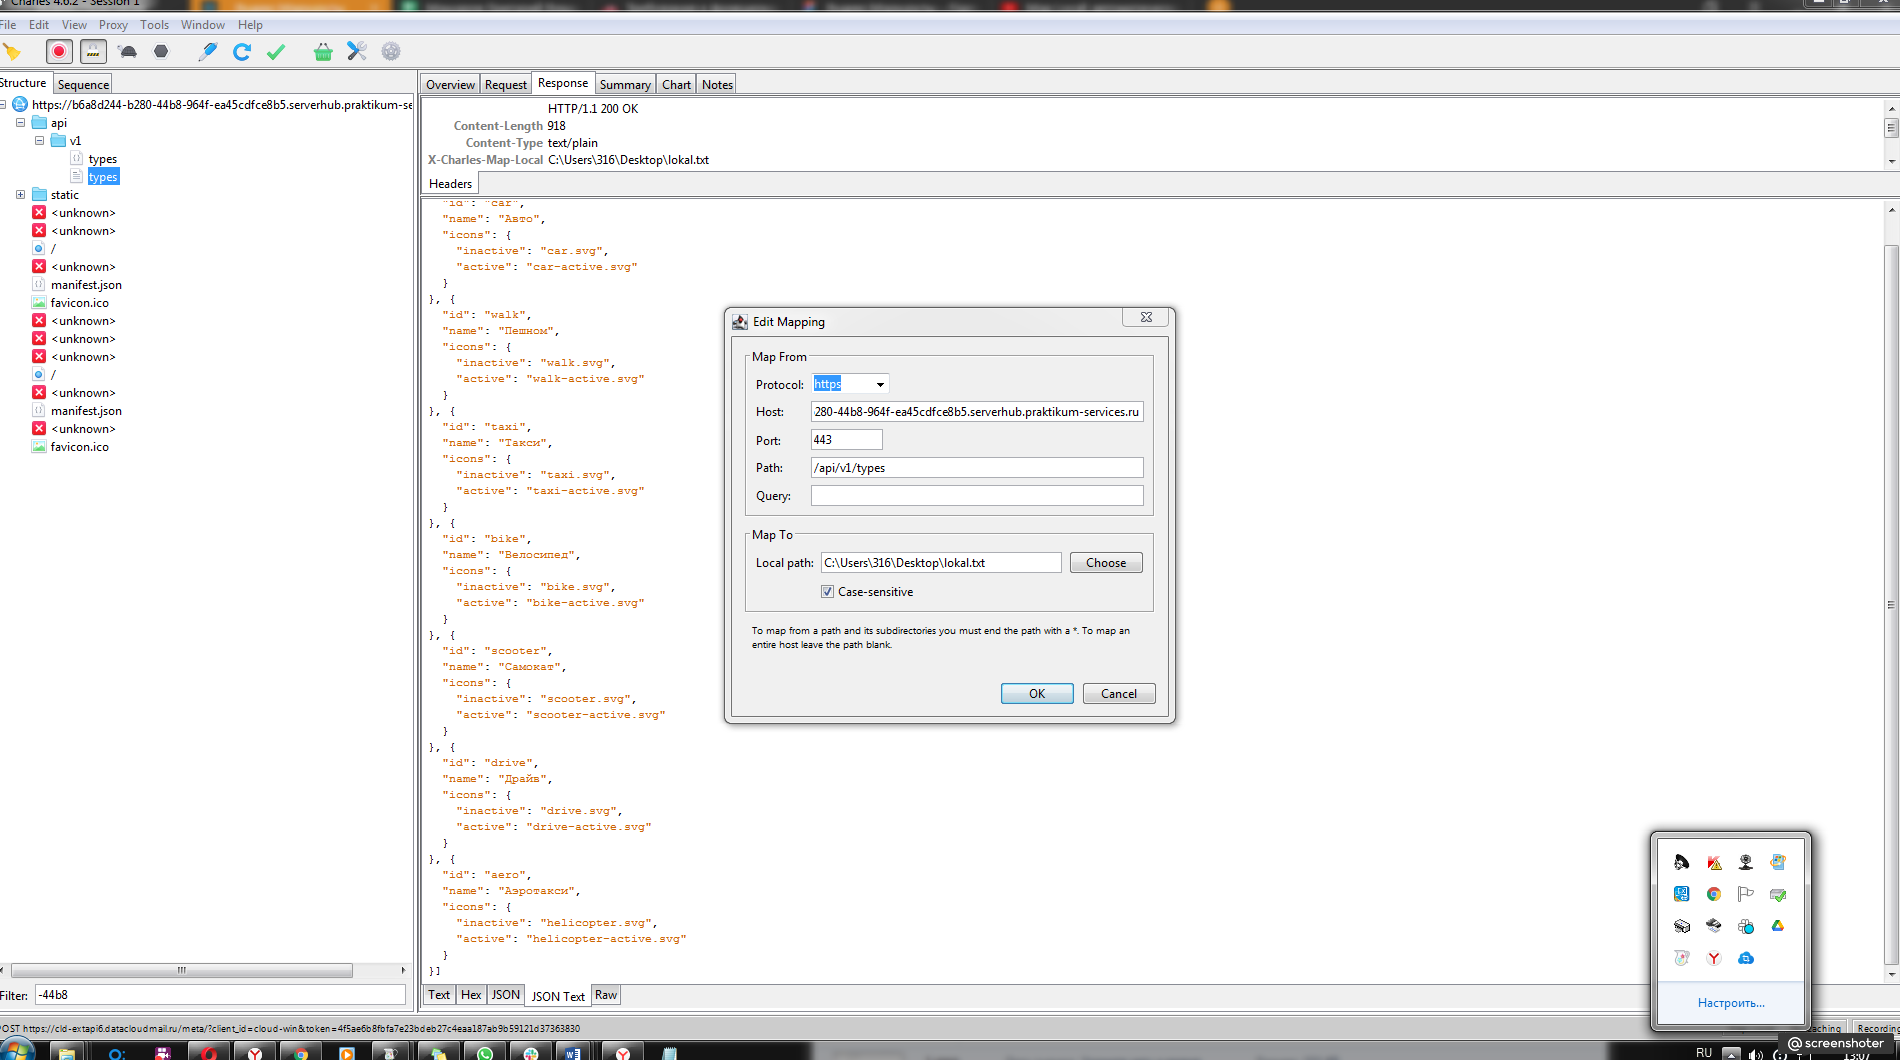 Charles 4.6.2 - Session 1
File Edit View Proxy Tools Window Help
Structure Sequence
https://b6a8d244-b280-44b8-964f-ea45cdfce8b5.serverhub.praktikum-se
api
v1
types
types
static
<unknown>
<unknown>
/
<unknown>
manifest.json
favicon.ico
<unknown>
<unknown>
<unknown>
/
<unknown>
manifest.json
<unknown>
favicon.ico
Filter: -44b8
Overview Request Response Summary Chart Notes
HTTP/1.1 200 OK
Content-Length 918
Content-Type text/plain
X-Charles-Map-Local C:\Users\316\Desktop\lokal.txt
Headers
"id": "car",
"name": "Авто",
"icons": {
"inactive": "car.svg",
"active": "car-active.svg"
}
}, {
"id": "walk",
"name": "Пешном",
"icons": {
"inactive": "walk.svg",
"active": "walk-active.svg"
}
}, {
"id": "taxi",
"name": "Такси",
"icons": {
"inactive": "taxi.svg",
"active": "taxi-active.svg"
}
}, {
"id": "bike",
"name": "Велосипед",
"icons": {
"inactive": "bike.svg",
"active": "bike-active.svg"
}
}, {
"id": "scooter",
"name": "Самокат",
"icons": {
"inactive": "scooter.svg",
"active": "scooter-active.svg"
}
}, {
"id": "drive",
"name": "Драйв",
"icons": {
"inactive": "drive.svg",
"active": "drive-active.svg"
}
}, {
"id": "aero",
"name": "Аэротакси",
"icons": {
"inactive": "helicopter.svg",
"active": "helicopter-active.svg"
}
}]
Text Hex JSON JSON Text Raw
Edit Mapping
Map From
Protocol: https
Host: 280-44b8-964f-ea45cdfce8b5.serverhub.praktikum-services.ru
Port: 443
Path: /api/v1/types
Query:
Map To
Local path: C:\Users\316\Desktop\lokal.txt Choose
Case-sensitive
To map from a path and its subdirectories you must end the path with a *. To map an
entire host leave the path blank.
OK Cancel
Настроить...
POST https://cld-extapi6.datacloudmail.ru/meta/?client_id=cloud-win&token=4f5ae6b8fbfa7e23bdeb27c4eaa187ab9b59121d37363830
Recording
@screenshoter
RU 13:07